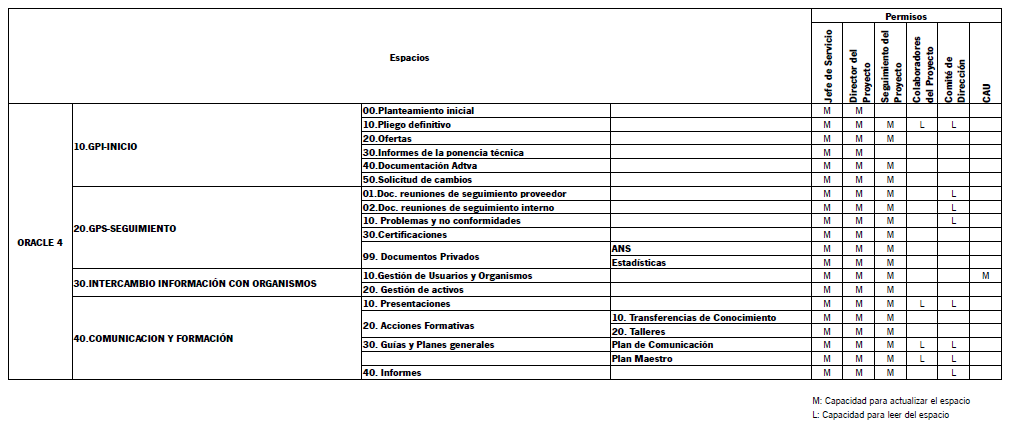 Permisos
Espacios
Jefe de Servicio
Director del
Proyecto
Seguimiento del
Proyecto
Colaboradores
del Proyecto
Comité de
Dirección
CAU
ORACLE 4
10.GPI-INICIO
00.Planteamiento inicial M M
10.Pliego definitivo M M M L L
20.Ofertas M M M
30.Informes de la ponencia técnica M M
40.Documentación Adtva M M M
50.Solicitud de cambios M M M
20.GPS-SEGUIMIENTO
01.Doc. reuniones de seguimiento proveedor M M M L
02.Doc. reuniones de seguimiento interno M M M L
10. Problemas y no conformidades M M M L
30.Certificaciones M M M
99. Documentos Privados
ANS M M M
Estadísticas M M M
30.INTERCAMBIO INFORMACIÓN CON ORGANISMOS
10.Gestión de Usuarios y Organismos M M M M
20. Gestión de activos M M M
40.COMUNICACION Y FORMACIÓN
10. Presentaciones M M M L L
20. Acciones Formativas
10. Transferencias de Conocimiento M M M
20. Talleres M M M
30. Guías y Planes generales Plan de Comunicación M M M L L
Plan Maestro M M M L L
40. Informes M M M L
M: Capacidad para actualizar el espacio
L: Capacidad para leer del espacio